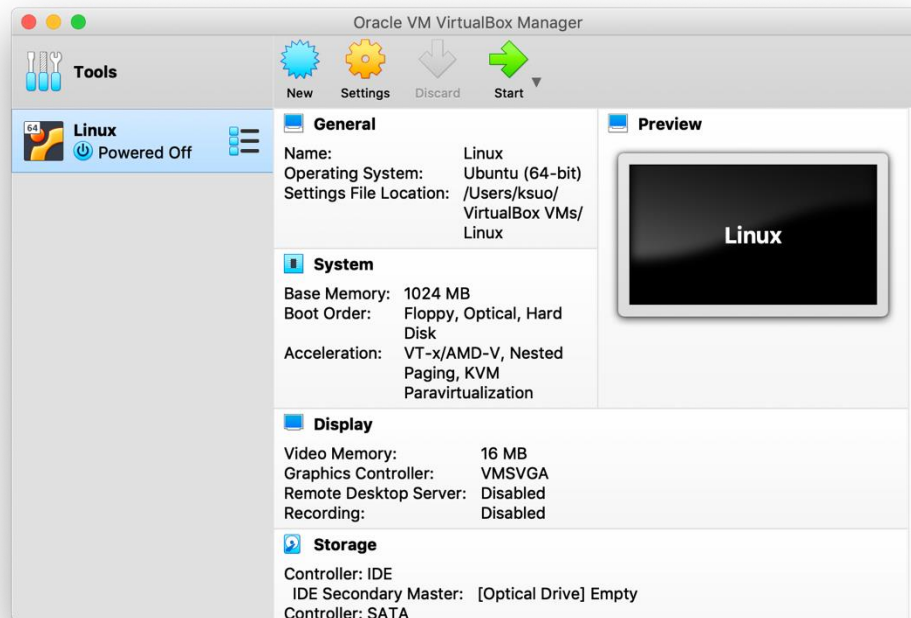 Oracle VM VirtualBox Manager
Tools
New Settings Discard Start
64
Linux
Powered Off
General
Name: Linux
Operating System: Ubuntu (64-bit)
Settings File Location: /Users/ksuo/
VirtualBox VMs/
Linux
Preview
Linux
System
Base Memory: 1024 MB
Boot Order: Floppy, Optical, Hard
Disk
Acceleration: VT-x/AMD-V, Nested
Paging, KVM
Paravirtualization
Display
Video Memory: 16 MB
Graphics Controller: VMSVGA
Remote Desktop Server: Disabled
Recording: Disabled
Storage
Controller: IDE
IDE Secondary Master: [Optical Drive] Empty
Controller: SATA